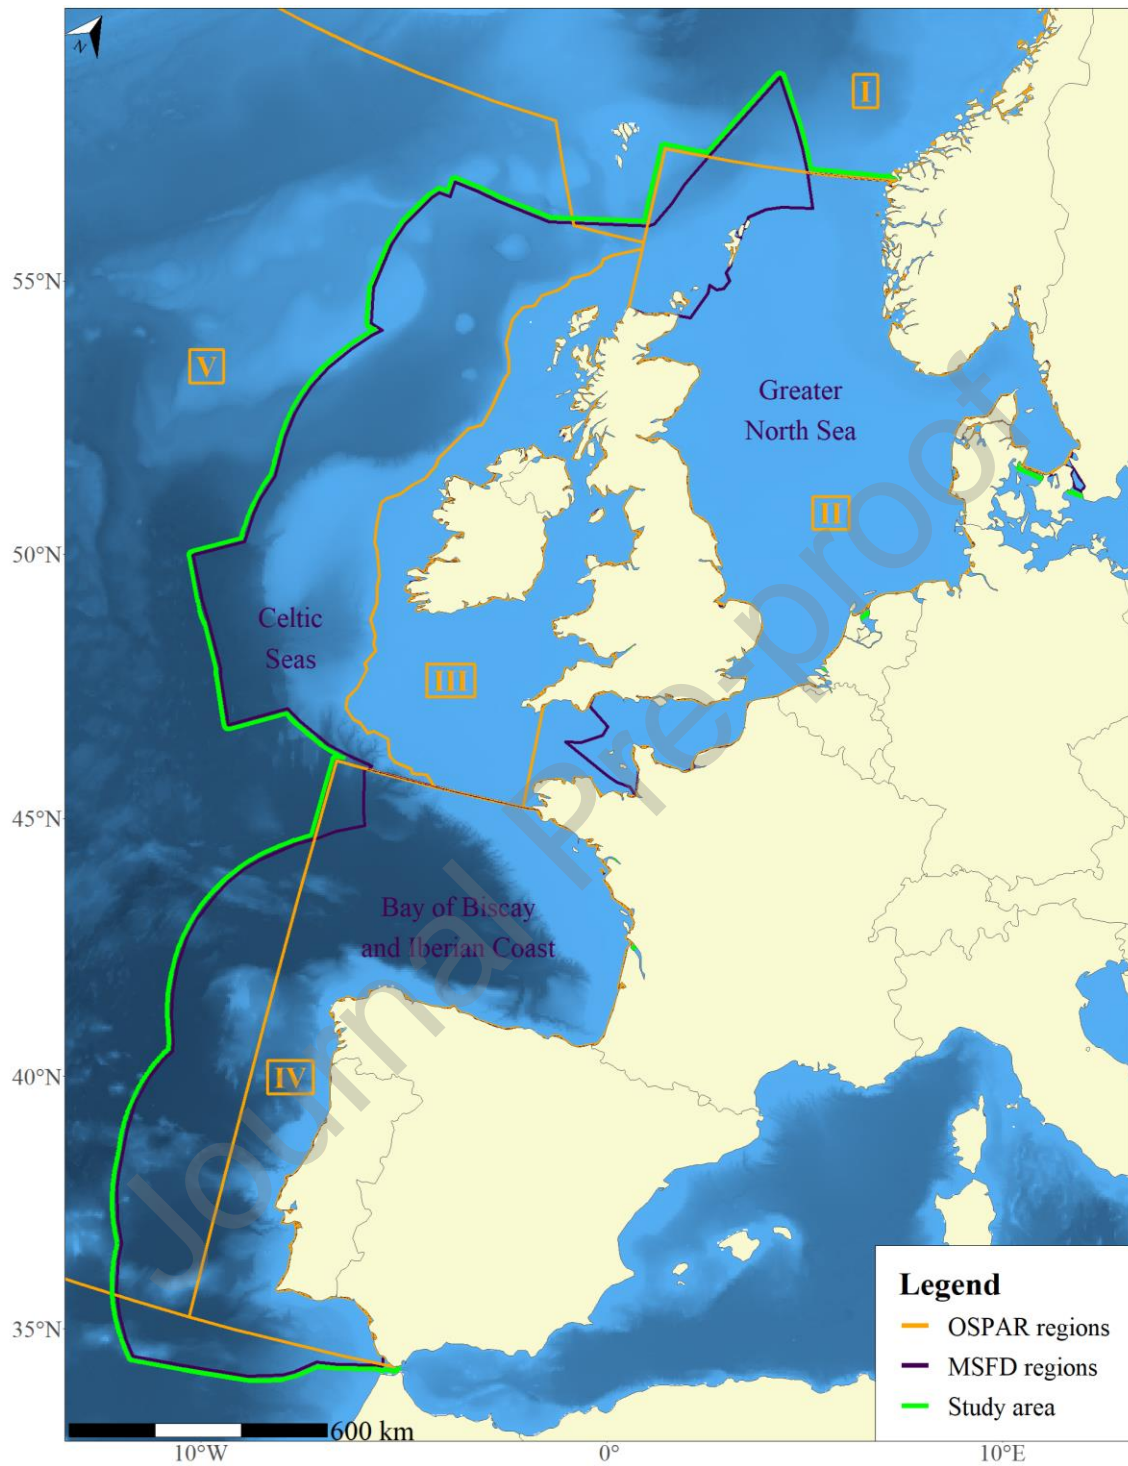 N
I
55°N
V
Greater
North Sea
II
50°N
Celtic
Seas
III
45°N
Bay of Biscay
and Iberian Coast
40°N
IV
Journal Pre-proof
35°N
Legend
OSPAR regions
MSFD regions
Study area
600 km
10°W
0°
10°E